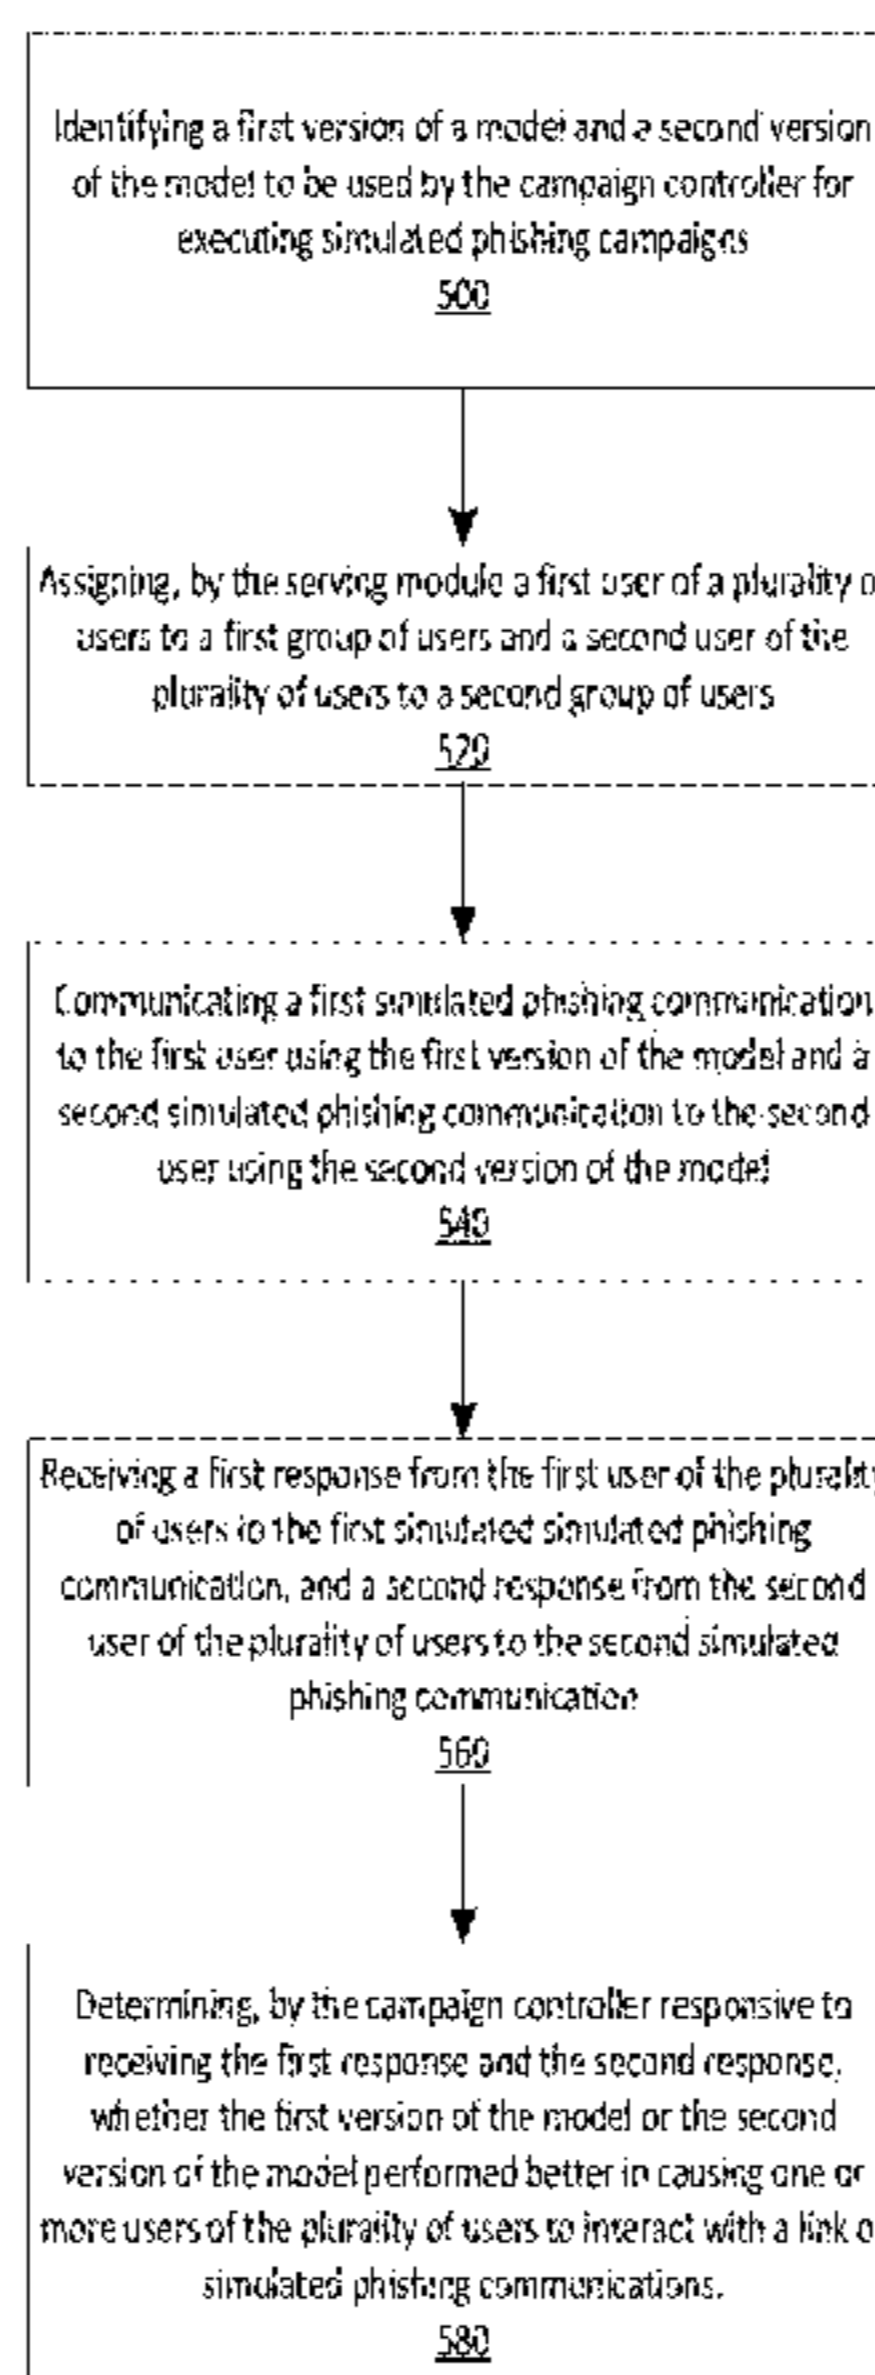 Identifying a first version of a model and a second version
of the model to be used by the campaign controller for
executing simulated phishing campaigns
500
Assigning, by the serving module a first user of a plurality o
users to a first group of users and a second user of the
plurality of users to a second group of users
520
Communicating a first simulated phishing communication
to the first user using the first version of the model and a
second simulated phishing communication to the second
user using the second version of the model
540
Receiving a first response from the first user of the plurality
of users to the first simulated simulated phishing
communication, and a second response from the second
user of the plurality of users to the second simulated
phishing communication
560
Determining, by the campaign controller responsive to
receiving the first response and the second response,
whether the first version of the model or the second
version of the model performed better in causing one or
more users of the plurality of users to interact with a link o
simulated phishing communications.
580